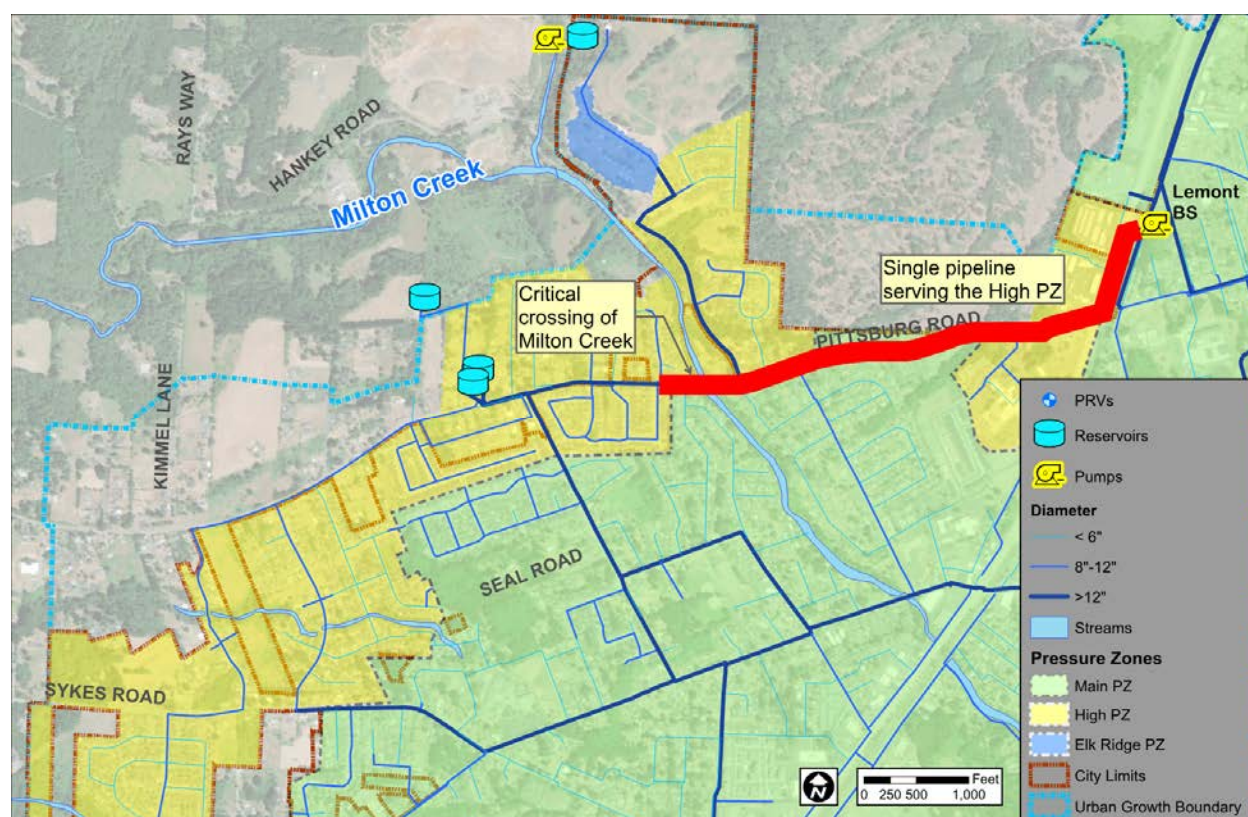 RAYS WAY
HANKEY ROAD
Milton Creek
Lemont
BS
Single pipeline
serving the High PZ
Critical
crossing of
Milton Creek
PITTSBURG ROAD
KIMMEL LANE
SEAL ROAD
SYKES ROAD
PRVs
Reservoirs
Pumps
Diameter
< 6"
8"-12"
>12"
Streams
Pressure Zones
Main PZ
High PZ
Elk Ridge PZ
City Limits
Urban Growth Boundary
N
Feet
0 250 500 1,000